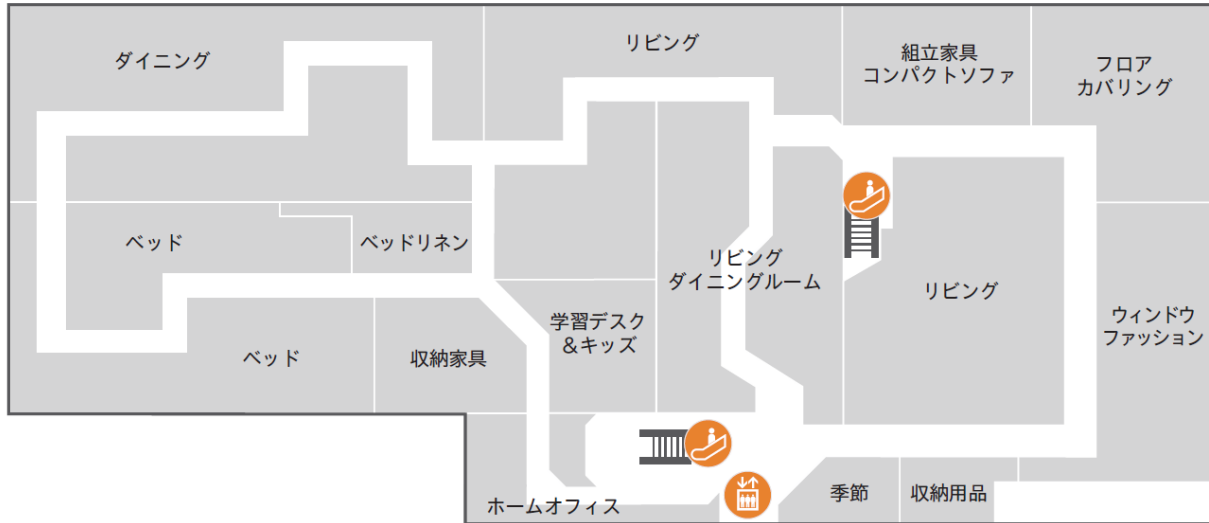 ダイニング
リビング
組立家具
コンパクトソファ
フロア
カバリング
ベッド
ベッドリネン
リビング
ダイニングルーム
リビング
学習デスク
&キッズ
ウィンドウ
ファッション
ベッド
収納家具
ホームオフィス
季節
収納用品